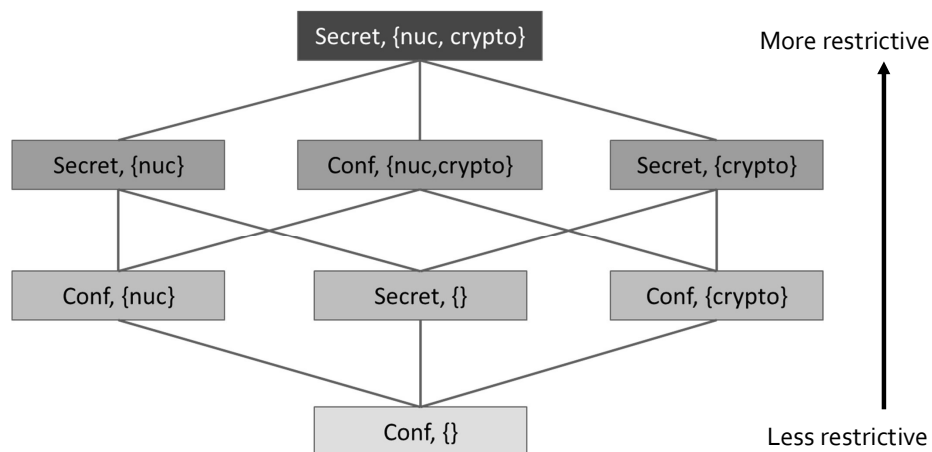 Secret, {nuc, crypto}
More restrictive
Secret, {nuc}
Conf, {nuc,crypto}
Secret, {crypto}
Conf, {nuc}
Secret, {}
Conf, {crypto}
Conf, {}
Less restrictive